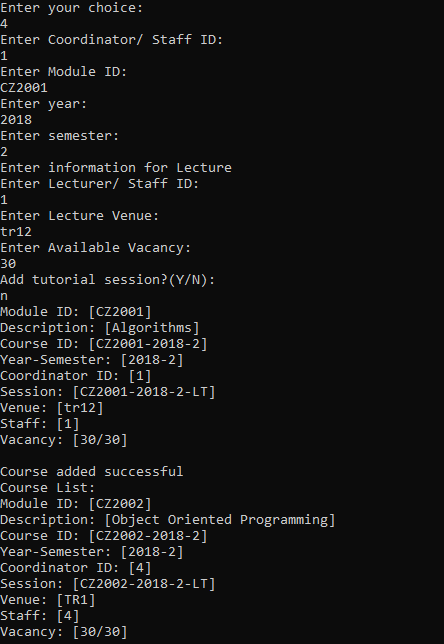 Enter your choice:
4
Enter Coordinator/ Staff ID:
1
Enter Module ID:
CZ2001
Enter year:
2018
Enter semester:
2
Enter information for Lecture
Enter Lecturer/ Staff ID:
1
Enter Lecture Venue:
tr12
Enter Available Vacancy:
30
Add tutorial session?(Y/N):
n
Module ID: [CZ2001]
Description: [Algorithms]
Course ID: [CZ2001-2018-2]
Year-Semester: [2018-2]
Coordinator ID: [1]
Session: [CZ2001-2018-2-LT]
Venue: [tr12]
Staff: [1]
Vacancy: [30/30]

Course added successful
Course List:
Module ID: [CZ2002]
Description: [Object Oriented Programming]
Course ID: [CZ2002-2018-2]
Year-Semester: [2018-2]
Coordinator ID: [4]
Session: [CZ2002-2018-2-LT]
Venue: [TR1]
Staff: [4]
Vacancy: [30/30]